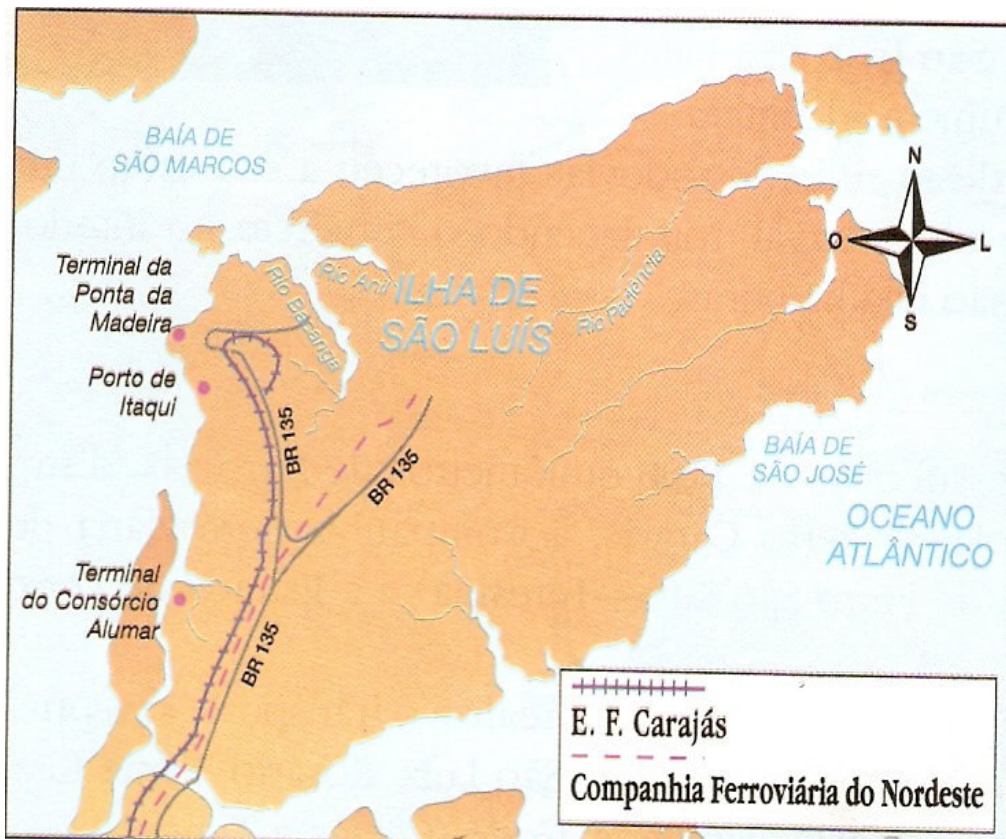 BAÍA DE
SÃO MARCOS
N
O
L
S
Terminal da
Ponta da
Madeira
Rio Bacanga
Rio Anil
ILHA DE
SÃO LUÍS
Rio Paciência
Porto de
Itaqui
BR 135
BR 135
BAÍA DE
SÃO JOSÉ
OCEANO
ATLÂNTICO
Terminal
do Consórcio
Alumar
BR 135
E. F. Carajás
Companhia Ferroviária do Nordeste